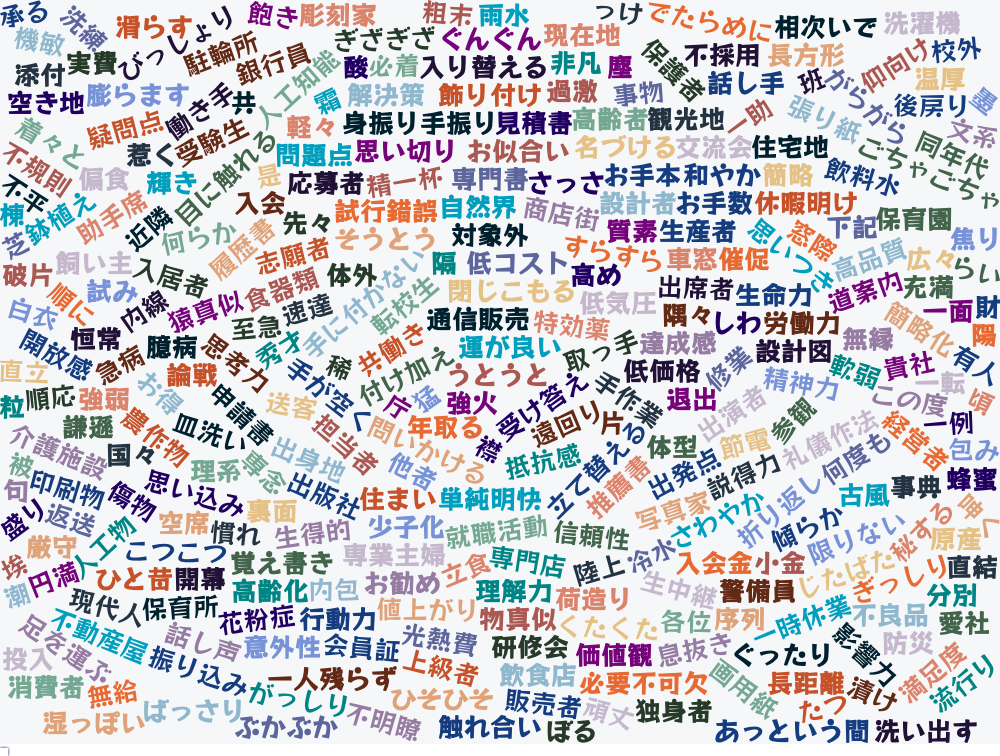 承る
洗練
滑らす
びっしょり
飽き
彫刻家
粗末
雨水
っけ
でたらめに
相次いで
洗濯機
機敏
駐輪所
ぎざぎざ
ぐんぐん
現在地
保護者
不採用
長方形
仰向け
校外
添付
実費
銀行員
人工知能
酸
必着
入り替える
非凡
塵
話し手
班
がらがら
温厚
墨
空き地
膨らます
働き手
共
霜
解決策
飾り付け
過激
事物
一助
張り紙
後戻り
文系
着々と
疑問点
受験生
軽々
身振り手振り
見積書
高齢者
観光地
同年代
不規則
惹く
目に触れる
問題点
思い切り
お似合い
名づける
交流会
住宅地
ごちゃごちゃ
不平
偏食
輝き
是
応募者
精一杯
専門書
さっさ
お手本
和やか
簡略
飲料水
棟
鉢植え
助手席
入会
試行錯誤
自然界
商店街
設計者
お手数
休暇明け
芝
近隣
何らか
履歴書
先々
そうとう
対象外
質素
生産者
思いつき
窓際
下記
保育園
焦り
破片
飼い主
入居者
志願者
隔
低コスト
すらすら
車窓
催促
高品質
広々
らい
順に
試み
内線
猿真似
食器類
体外
手に付かない
転校生
閉じこもる
高め
低気圧
出席者
生命力
道案内
充満
一面
財
白衣
恒常
至急
速達
通信販売
特効薬
隅々
しわ
労働力
簡略化
陽
開放感
急病
臆病
思考力
秀才
稀
共働き
運が良い
取っ手
達成感
設計図
無縁
有人
直立
論戦
手が空く
付け加え
うとうと
低価格
修業
精神力
軟弱
貴社
一転
頃
粒
順応
強弱
お得
申請書
送客
庁
猛
強火
受け答え
手作業
退出
出演者
この度
一例
謙遜
農作物
皿洗い
担当者
問いかける
年取る
襟
遠回り
片
体型
節電
参観
礼儀作法
経営者
包み
介護施設
国々
理系
専念
出身地
他者
抵抗感
立て替える
推薦書
出発点
説得力
何度も
被
句
印刷物
傷物
思い込み
出版社
住まい
単純明快
写真家
さわやか
折り返し
古風
事典
蜂蜜
盛り
返送
人工物
空席
慣れ
裏面
生得的
少子化
就職活動
信頼性
傾らか
限りない
秘する
原産
埃
厳守
こつこつ
覚え書き
専業主婦
立食
専門店
陸上
冷水
入会金
小金
じたばた
ぎっしり
直結
潮
円満
ひと昔
開幕
高齢化
内包
お勧め
理解力
荷造り
生中継
警備員
分別
現代人
保育所
花粉症
行動力
値上がり
物真似
くたくた
各位
序列
一時休業
不良品
愛社
足を運ぶ
不動産屋
話し声
意外性
会員証
光熱費
研修会
価値観
息抜き
ぐったり
影響力
防災
投入
振り込み
一人残らず
上級者
飲食店
必要不可欠
画用紙
長距離
漬け
満足度
流行り
消費者
無給
がっしり
ひそひそ
販売者
頑丈
独身者
たつ
湿っぽい
ばっさり
ぶかぶか
不明瞭
触れ合い
ぼる
あっという間
洗い出す